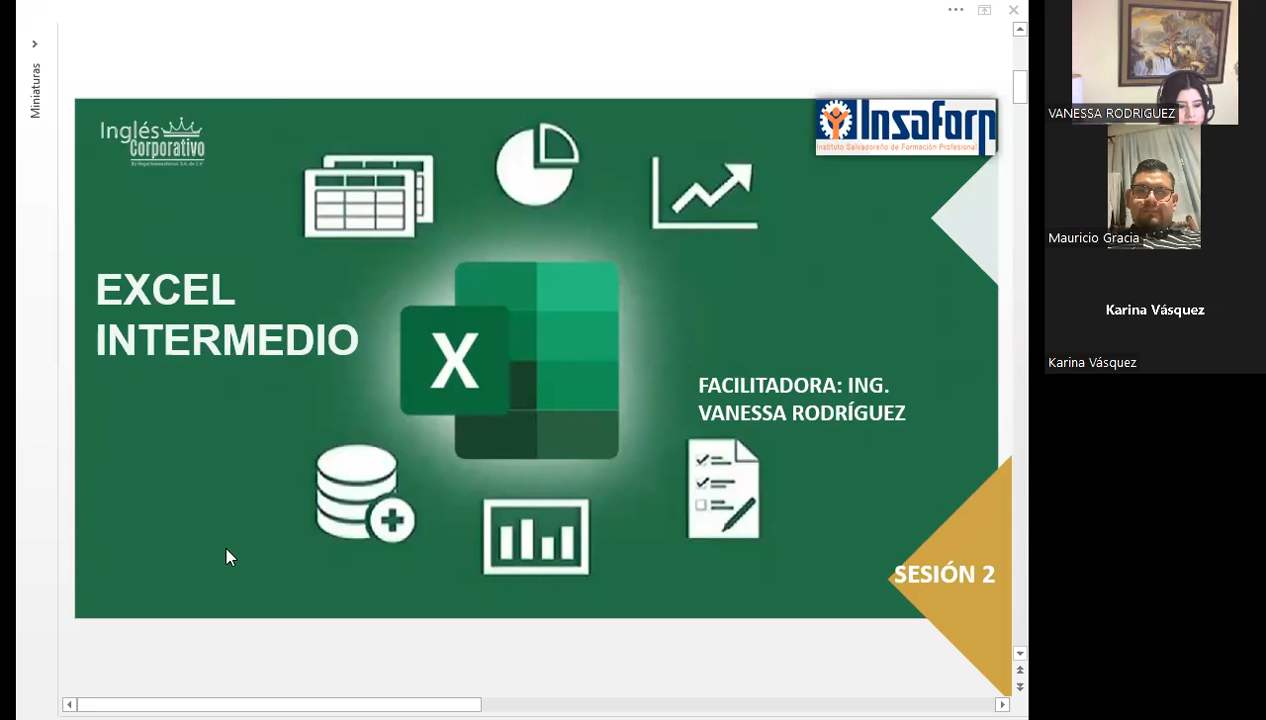 Miniaturas
Inglés
Corporativo
Insaforp
Instituto Salvadoreño de Formación Profesional
EXCEL
INTERMEDIO
X
FACILITADORA: ING.
VANESSA RODRÍGUEZ
SESIÓN 2
VANESSA RODRIGUEZ
Mauricio Gracia
Karina Vásquez
Karina Vásquez